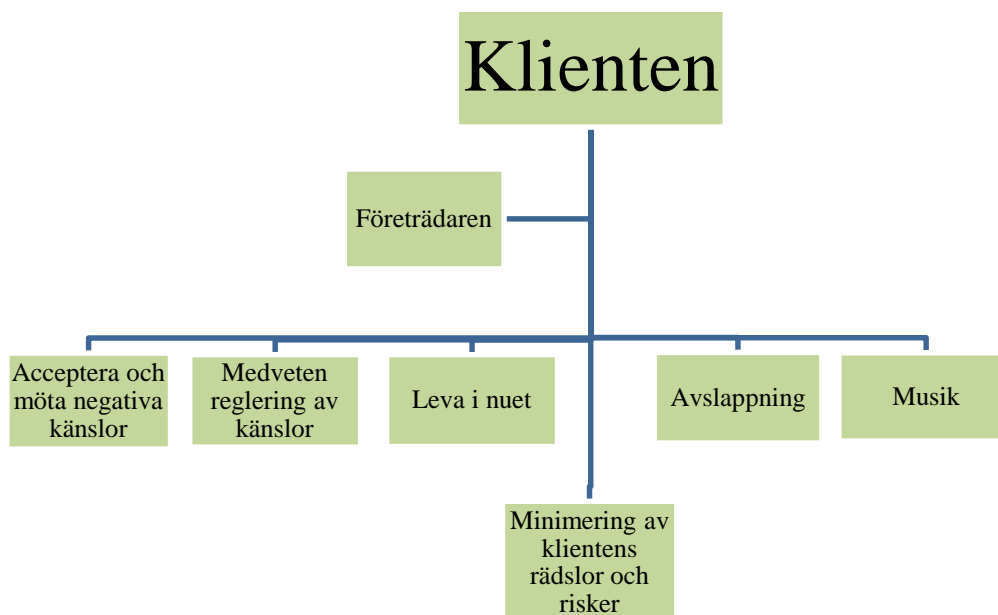 Klienten
Företrädaren
Acceptera och
möta negativa
känslor
Medveten
reglering av
känslor
Leva i nuet
Avslappning
Musik
Minimering av
klientens
rädslor och
risker